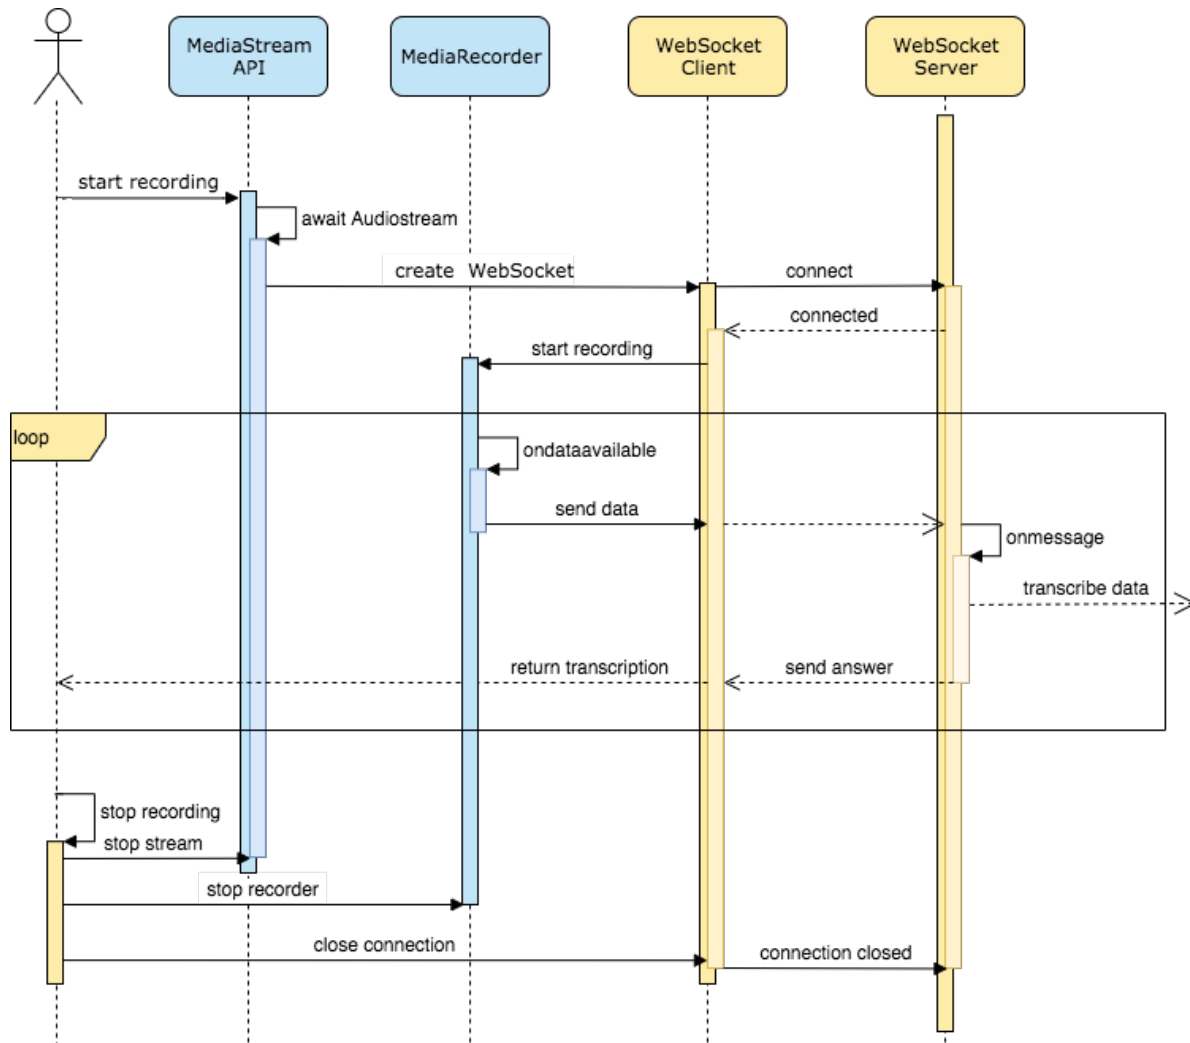 MediaStream
API
MediaRecorder
WebSocket
Client
WebSocket
Server
start recording
await Audiostream
create WebSocket
connect
connected
start recording
loop
ondataavailable
send data
onmessage
transcribe data
return transcription
send answer
stop recording
stop stream
stop recorder
close connection
connection closed